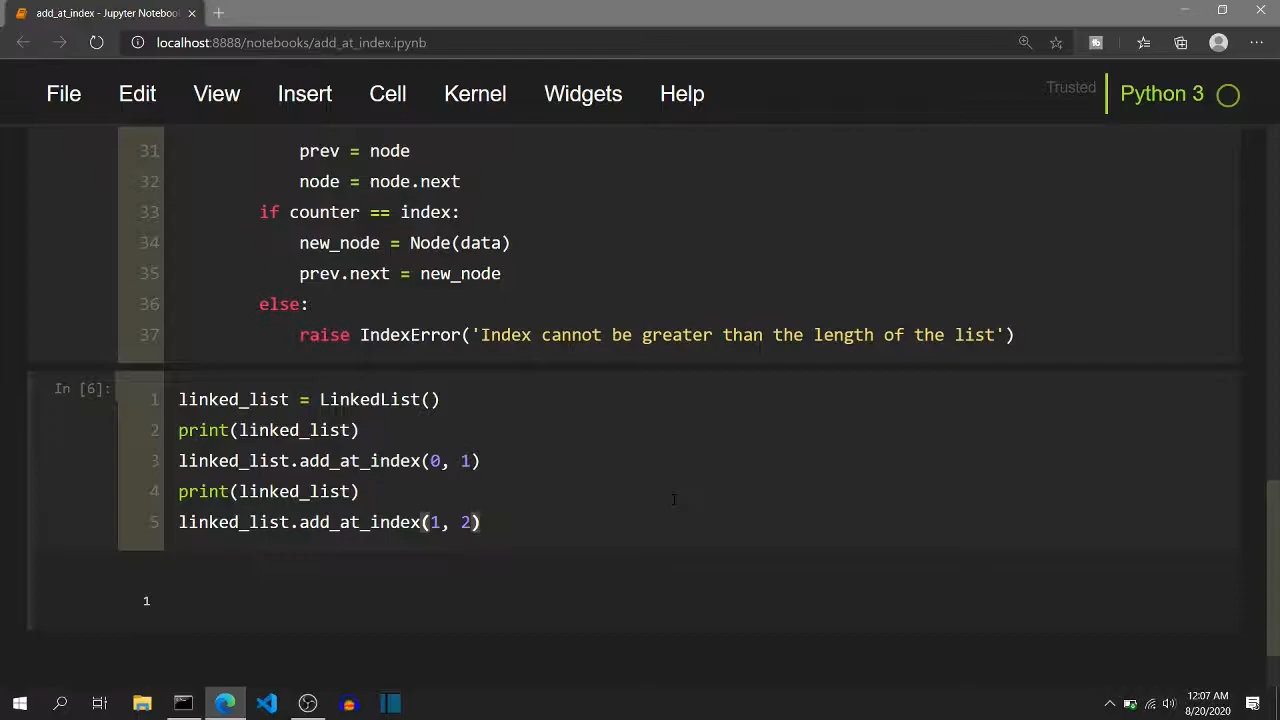 add_at_index - Jupyter Notebook
localhost:8888/notebooks/add_at_index.ipynb
File Edit View Insert Cell Kernel Widgets Help Trusted Python 3
31 prev = node
32 node = node.next
33 if counter == index:
34 new_node = Node(data)
35 prev.next = new_node
36 else:
37 raise IndexError('Index cannot be greater than the length of the list')
In [6]:
1 linked_list = LinkedList()
2 print(linked_list)
3 linked_list.add_at_index(0, 1)
4 print(linked_list)
5 linked_list.add_at_index(1, 2)
1
12:07 AM
8/20/2020